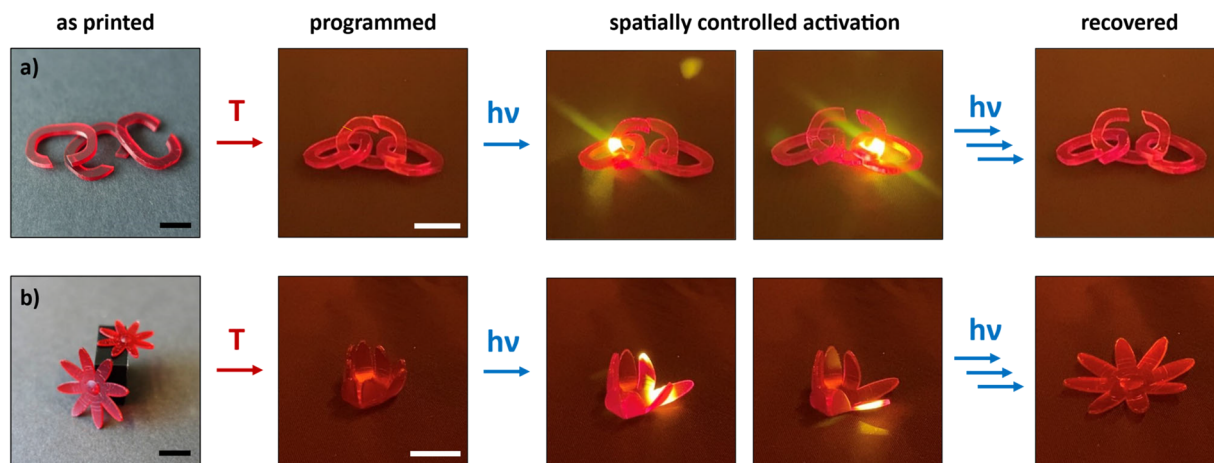 as printed programmed spatially controlled activation recovered
a) T hν hν
b) T hν hν